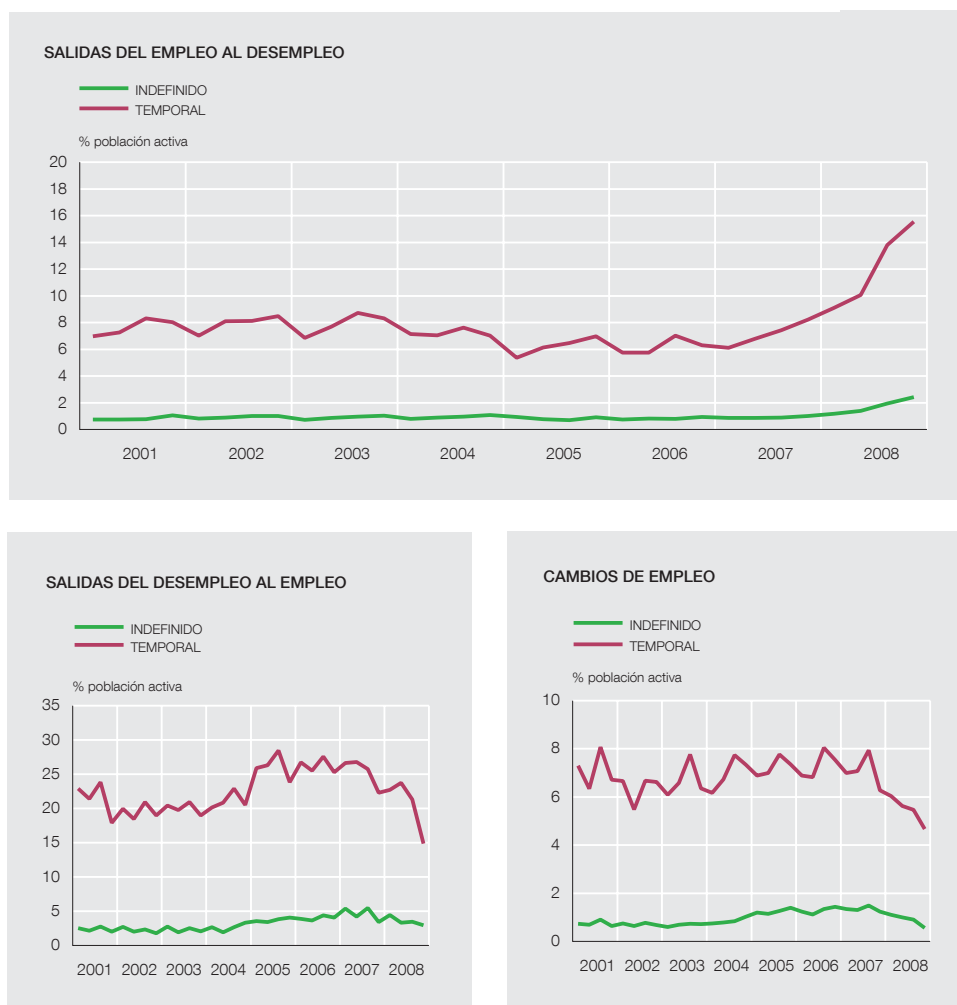 SALIDAS DEL EMPLEO AL DESEMPLEO
INDEFINIDO
TEMPORAL
% población activa
20
18
16
14
12
10
8
6
4
2
0
2001 2002 2003 2004 2005 2006 2007 2008
SALIDAS DEL DESEMPLEO AL EMPLEO
INDEFINIDO
TEMPORAL
% población activa
35
30
25
20
15
10
5
0
2001 2002 2003 2004 2005 2006 2007 2008
CAMBIOS DE EMPLEO
INDEFINIDO
TEMPORAL
% población activa
10
8
6
4
2
0
2001 2002 2003 2004 2005 2006 2007 2008